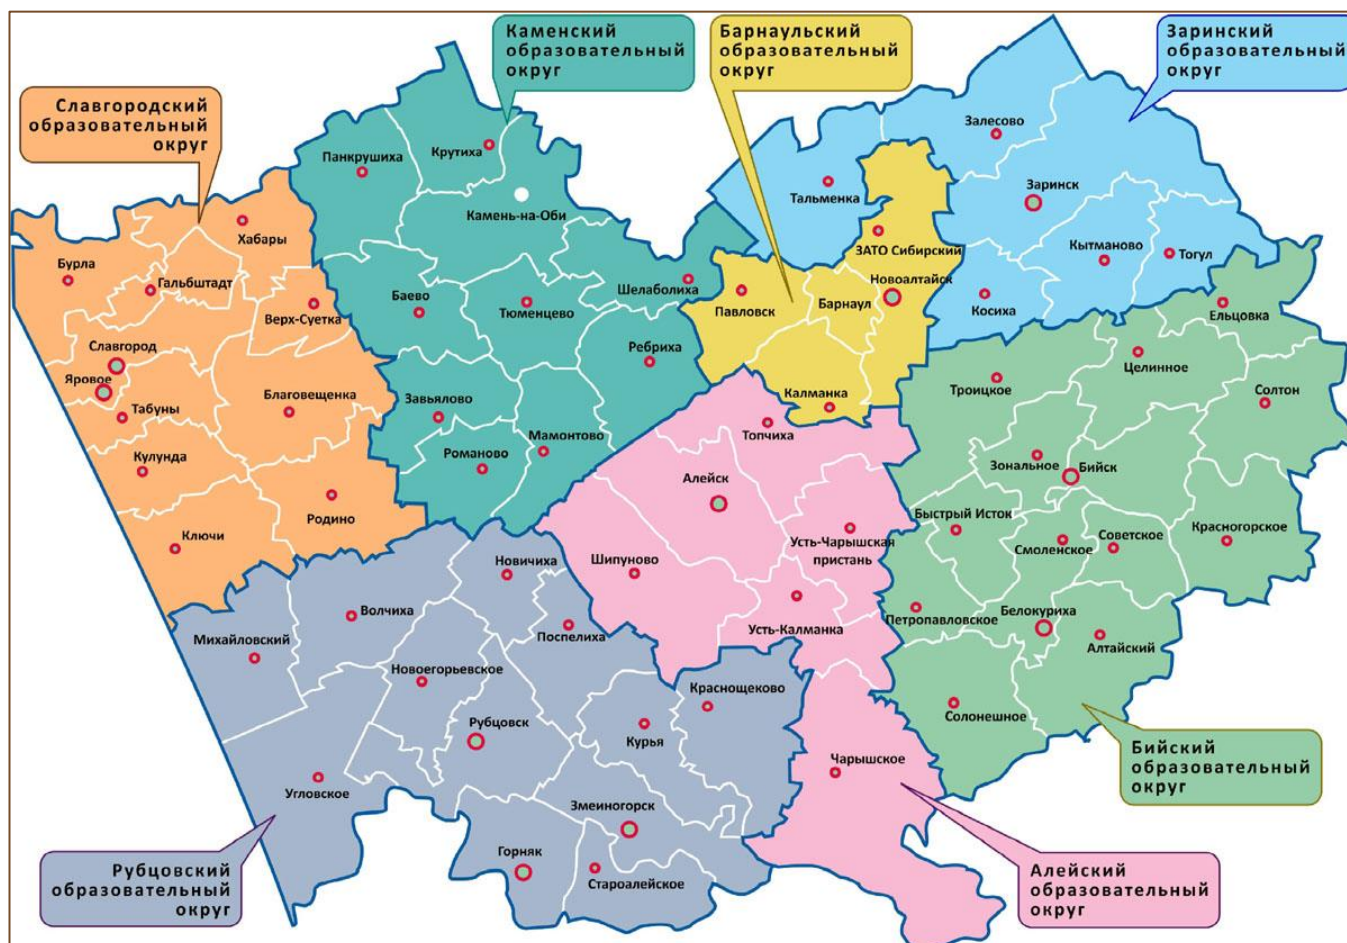 Каменский
образовательный
округ
Барнаульский
образовательный
округ
Заринский
образовательный
округ
Славгородский
образовательный
округ
Залесово
Крутиха
Панкрушиха
Заринск
Тальменка
Камень-на-Оби
Хабары
ЗАТО Сибирский
Кытманово
Тогул
Бурла
Гальбштадт
Новоалтайск
Шелаболиха
Баево
Барнаул
Тюменцево
Павловск
Косиха
Ельцовка
Верх-Суетка
Славгород
Ребриха
Целинное
Яровое
Троицкое
Солтон
Благовещенка
Завьялово
Калманка
Табуны
Топчиха
Мамонтово
Романово
Кулунда
Зональное
Бийск
Алейск
Родино
Быстрый Исток
Ключи
Усть-Чарышская
пристань
Советское
Красногорское
Смоленское
Новичиха
Шипуново
Волчиха
Белокуриха
Петропавловское
Усть-Калманка
Михайловский
Поспелиха
Алтайский
Новоегорьевское
Краснощеково
Солонешное
Рубцовск
Курья
Чарышское
Бийский
образовательный
округ
Угловское
Змеиногорск
Горняк
Староалейское
Рубцовский
образовательный
округ
Алейский
образовательный
округ